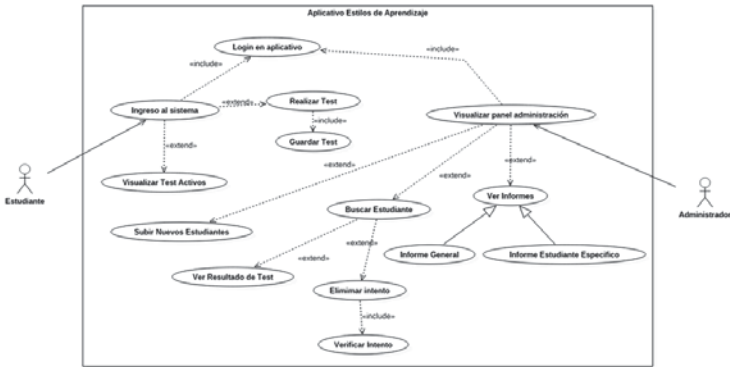 Aplicativo Estilos de Aprendizaje
Login en aplicativo
«include»
«include»
Ingreso al sistema
«extend»
Realizar Test
«include»
Guardar Test
Visualizar panel administración
«extend»
Visualizar Test Activos
Estudiante
«extend»
«extend»
«extend»
Ver Informes
Administrador
Subir Nuevos Estudiantes
Buscar Estudiante
Informe General
Informe Estudiante Especifico
«extend»
«extend»
Ver Resultado de Test
Elimimar intento
«include»
Verificar Intento